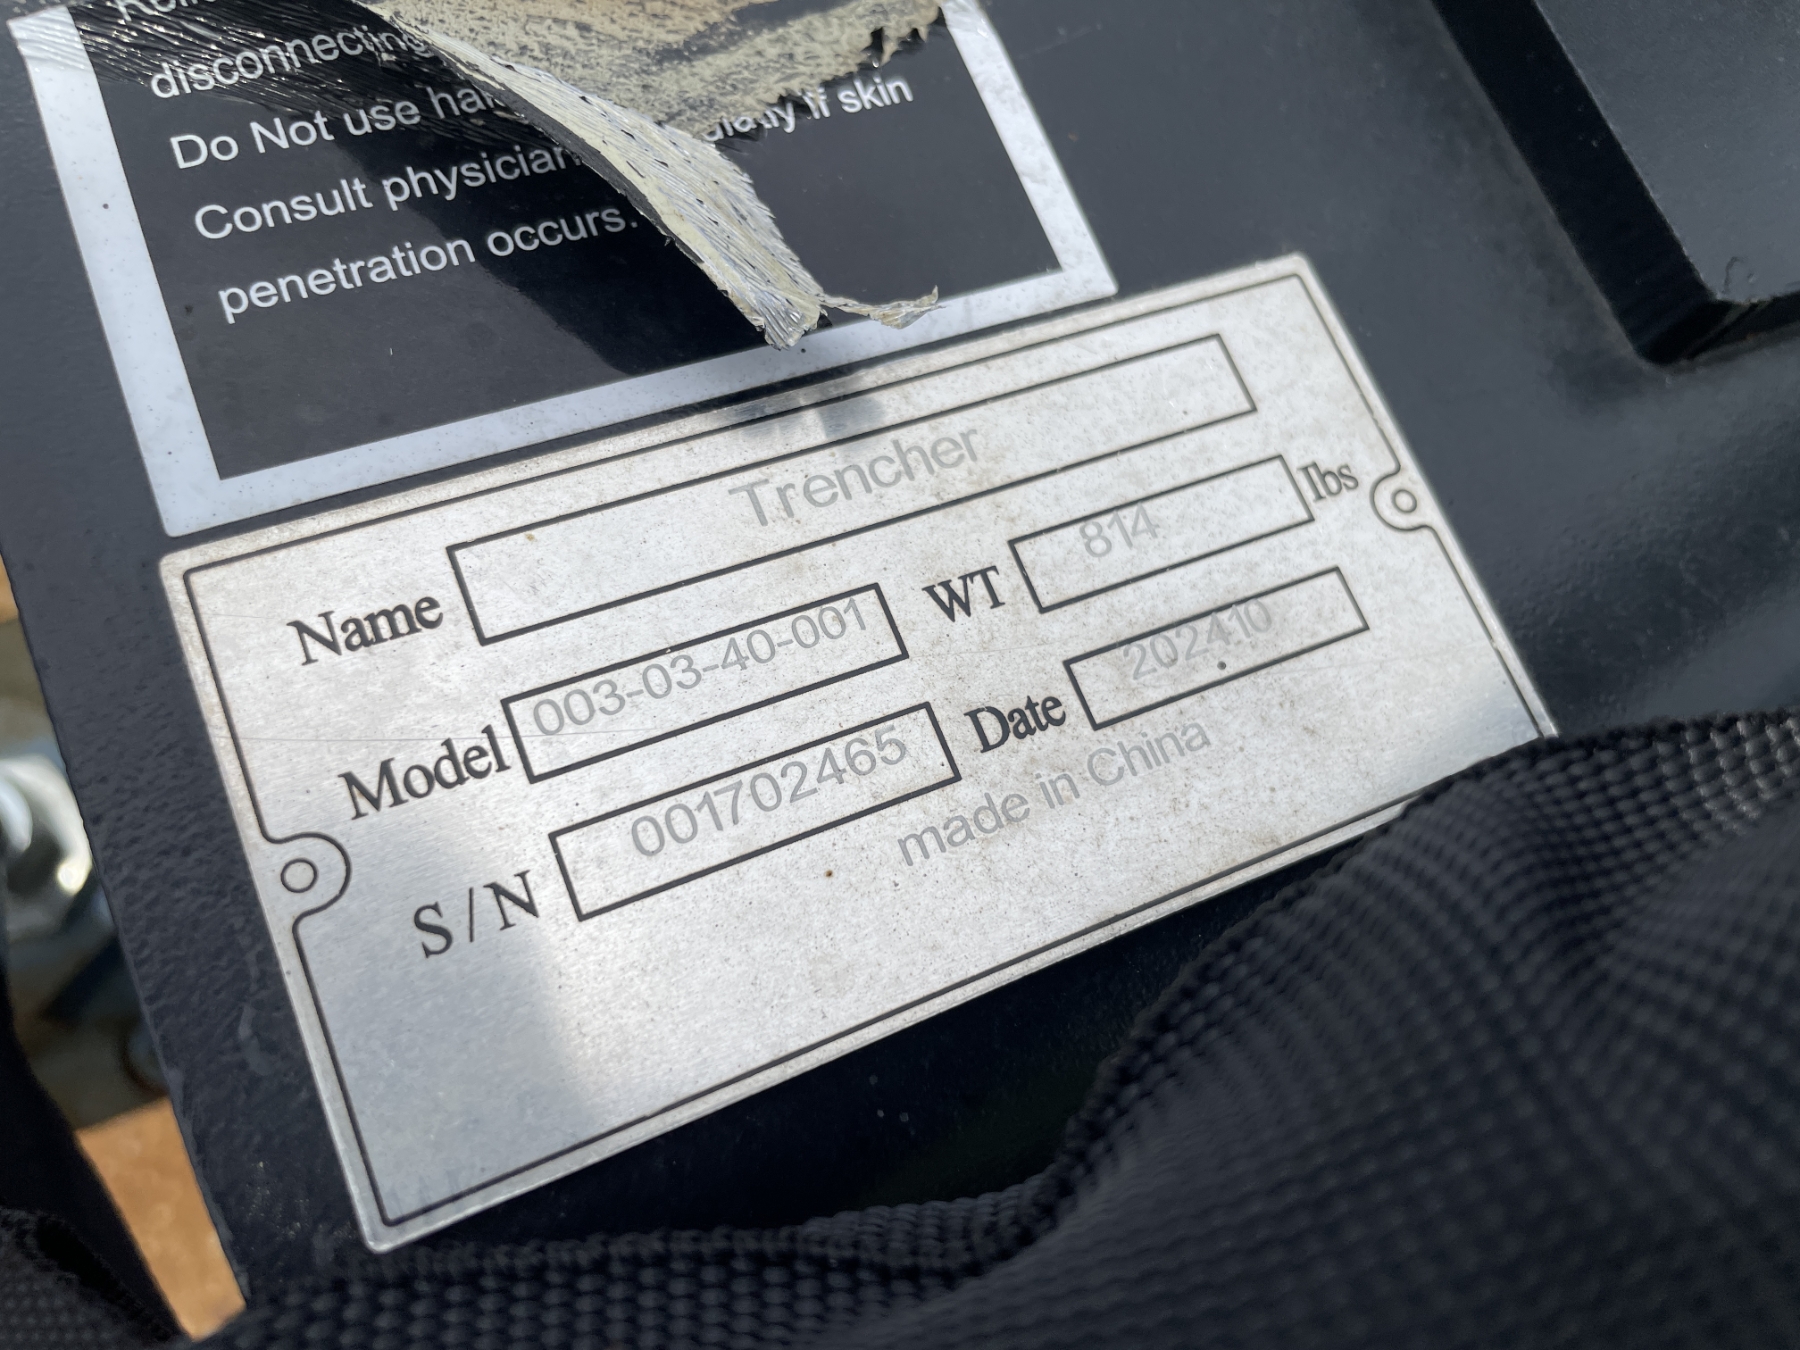 disconnecting
Do Not use
Consult physician if skin
penetration occurs.
Trencher
Name
003-03-40-001
Model
WT 814 lbs
001702465
S/N
Date 202410
made in China